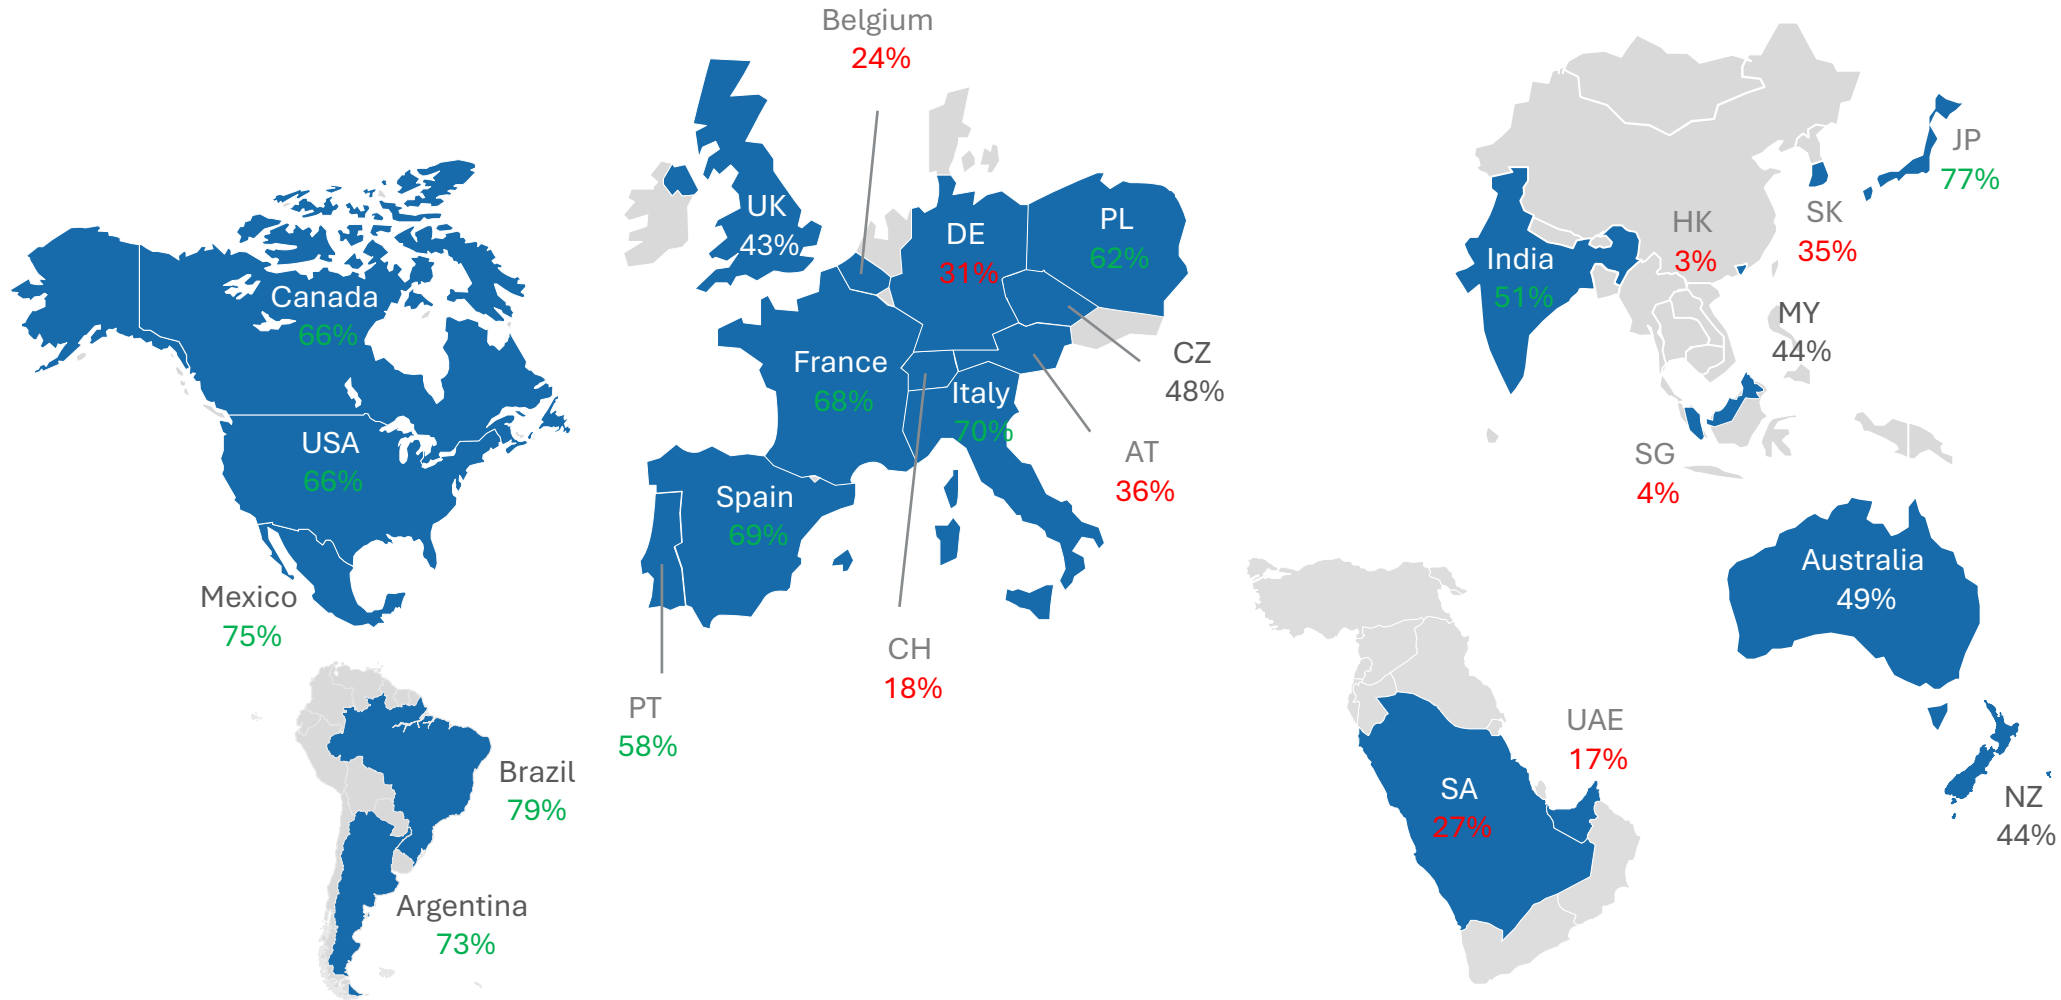 Belgium
24%
Canada
66%
USA
66%
Mexico
75%
Brazil
79%
Argentina
73%
UK
43%
DE
31%
PL
62%
France
68%
Italy
70%
CZ
48%
AT
36%
Spain
69%
CH
18%
PT
58%
JP
77%
HK
3%
SK
35%
India
51%
MY
44%
SG
4%
Australia
49%
UAE
17%
SA
27%
NZ
44%